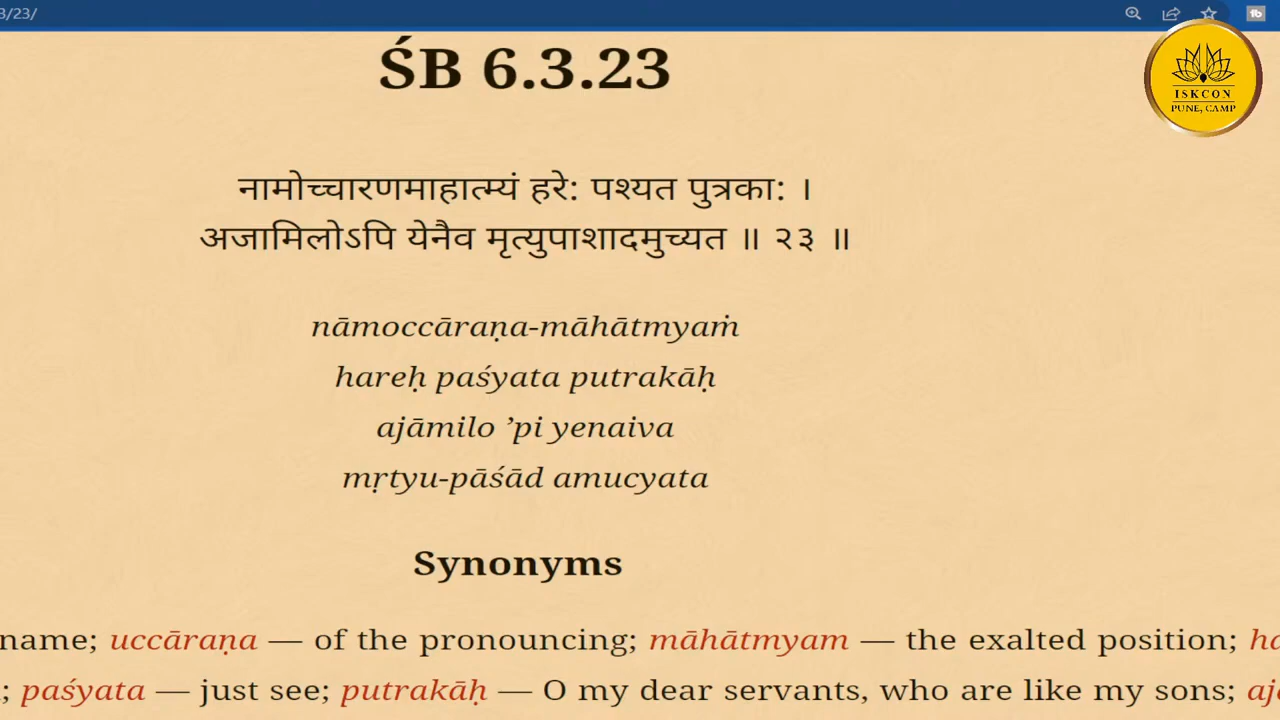 3/23/
ŚB 6.3.23
ISKCON
PUNE, CAMP
नामोच्चारणमाहात्म्यं हरे: पश्यत पुत्रका: ।
अजामिलोऽपि येनैव मृत्युपाशादमुच्यत ॥ २३ ॥
nāmoccāraṇa-māhātmyaṁ
hareḥ paśyata putrakāḥ
ajāmilo ’pi yenaiva
mṛtyu-pāśād amucyata
Synonyms
name; uccāraṇa — of the pronouncing; māhātmyam — the exalted position;
; paśyata — just see; putrakāḥ — O my dear servants, who are like my sons;